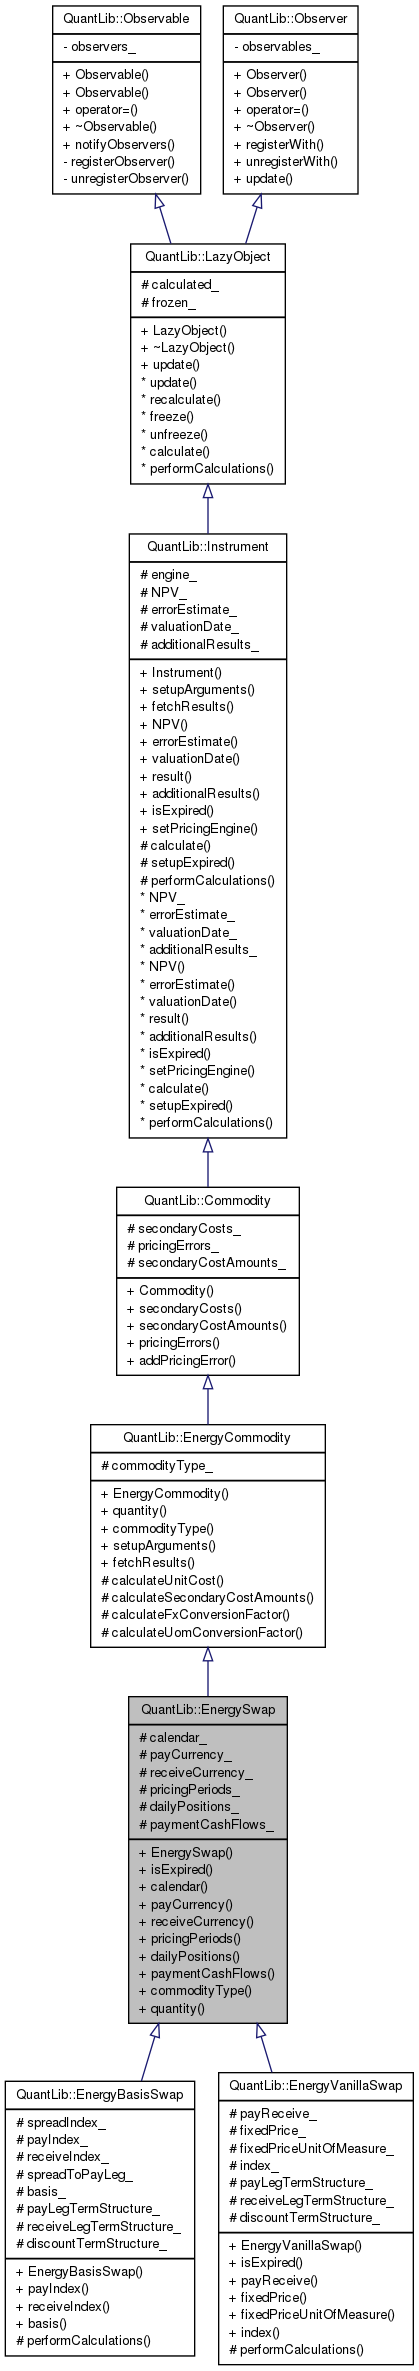 QuantLib::Observable
- observers_
+ Observable()
+ Observable()
+ operator=()
+ ~Observable()
+ notifyObservers()
- registerObserver()
- unregisterObserver()
QuantLib::Observer
- observables_
+ Observer()
+ Observer()
+ operator=()
+ ~Observer()
+ registerWith()
+ unregisterWith()
+ update()
QuantLib::LazyObject
# calculated_
# frozen_
+ LazyObject()
+ ~LazyObject()
+ update()
* update()
* recalculate()
* freeze()
* unfreeze()
* calculate()
* performCalculations()
QuantLib::Instrument
# engine_
# NPV_
# errorEstimate_
# valuationDate_
# additionalResults_
+ Instrument()
+ setupArguments()
+ fetchResults()
+ NPV()
+ errorEstimate()
+ valuationDate()
+ result()
+ additionalResults()
+ isExpired()
+ setPricingEngine()
# calculate()
# setupExpired()
# performCalculations()
* NPV_
* errorEstimate_
* valuationDate_
* additionalResults_
* NPV()
* errorEstimate()
* valuationDate()
* result()
* additionalResults()
* isExpired()
* setPricingEngine()
* calculate()
* setupExpired()
* performCalculations()
QuantLib::Commodity
# secondaryCosts_
# pricingErrors_
# secondaryCostAmounts_
+ Commodity()
+ secondaryCosts()
+ secondaryCostAmounts()
+ pricingErrors()
+ addPricingError()
QuantLib::EnergyCommodity
# commodityType_
+ EnergyCommodity()
+ quantity()
+ commodityType()
+ setupArguments()
+ fetchResults()
# calculateUnitCost()
# calculateSecondaryCostAmounts()
# calculateFxConversionFactor()
# calculateUomConversionFactor()
QuantLib::EnergySwap
# calendar_
# payCurrency_
# receiveCurrency_
# pricingPeriods_
# dailyPositions_
# paymentCashFlows_
+ EnergySwap()
+ isExpired()
+ calendar()
+ payCurrency()
+ receiveCurrency()
+ pricingPeriods()
+ dailyPositions()
+ paymentCashFlows()
+ commodityType()
+ quantity()
QuantLib::EnergyBasisSwap
# spreadIndex_
# payIndex_
# receiveIndex_
# spreadToPayLeg_
# basis_
# payLegTermStructure_
# receiveLegTermStructure_
# discountTermStructure_
+ EnergyBasisSwap()
+ payIndex()
+ receiveIndex()
+ basis()
# performCalculations()
QuantLib::EnergyVanillaSwap
# payReceive_
# fixedPrice_
# fixedPriceUnitOfMeasure_
# index_
# payLegTermStructure_
# receiveLegTermStructure_
# discountTermStructure_
+ EnergyVanillaSwap()
+ isExpired()
+ payReceive()
+ fixedPrice()
+ fixedPriceUnitOfMeasure()
+ index()
# performCalculations()